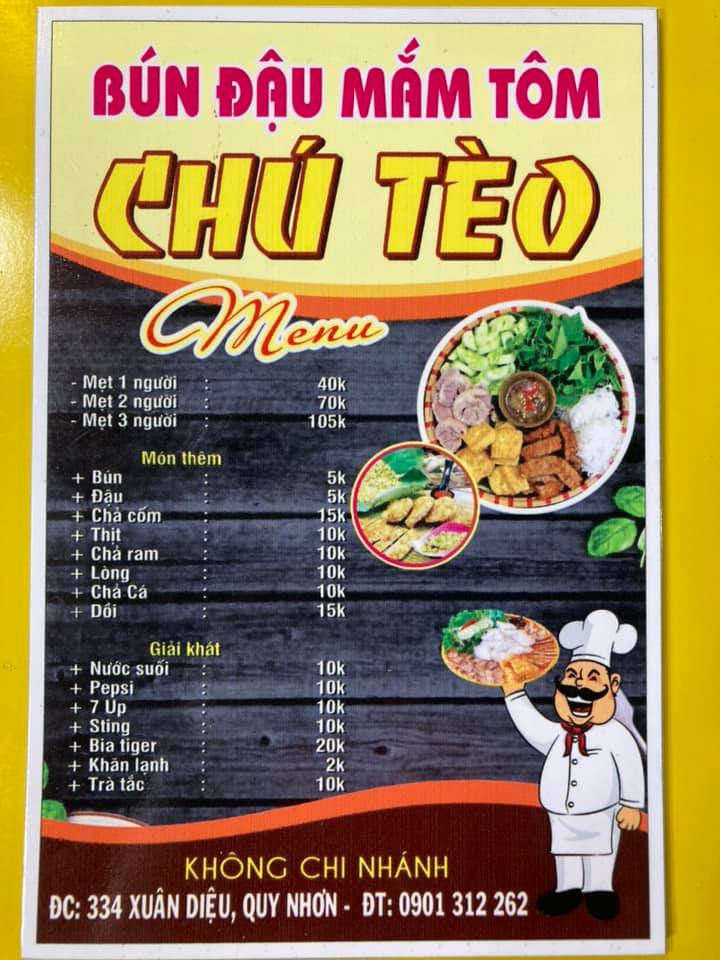 BÚN ĐẬU MẮM TÔM
CHÚ TÈO
Menu
- Mẹt 1 người : 40k
- Mẹt 2 người : 70k
- Mẹt 3 người : 105k
Món thêm
+ Bún : 5k
+ Đậu : 5k
+ Chả cốm : 15k
+ Thịt : 10k
+ Chả ram : 10k
+ Lòng : 10k
+ Chả Cá : 10k
+ Dồi : 15k
Giải khát
+ Nước suối : 10k
+ Pepsi : 10k
+ 7 Up : 10k
+ Sting : 10k
+ Bia tiger : 20k
+ Khăn lạnh : 2k
+ Trà tắc : 10k
KHÔNG CHI NHÁNH
ĐC: 334 XUÂN DIỆU, QUY NHƠN - ĐT: 0901 312 262